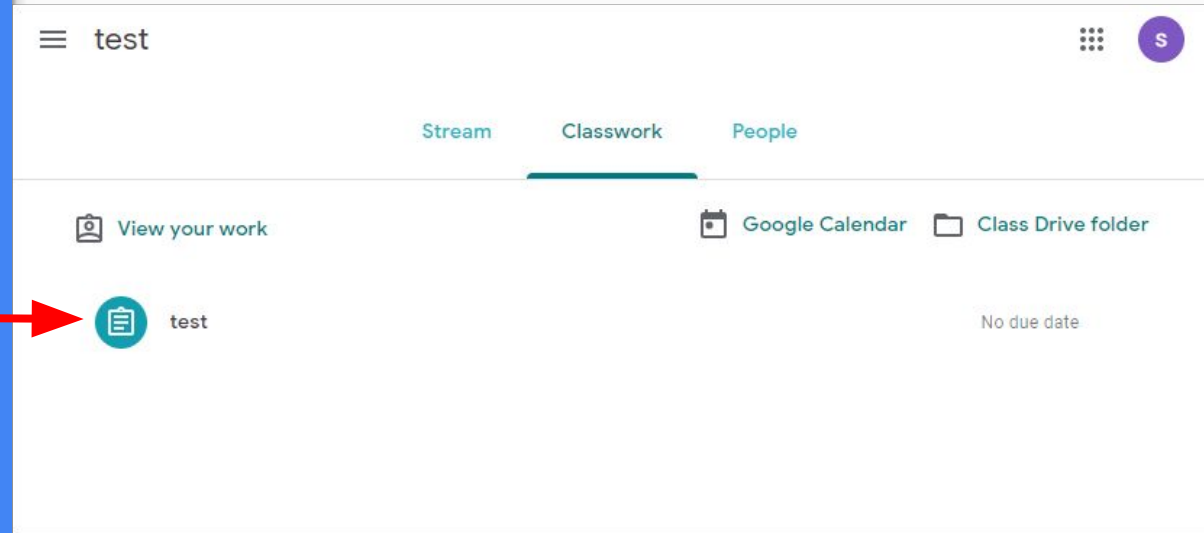 test
S
Stream Classwork People
View your work Google Calendar Class Drive folder
test No due date